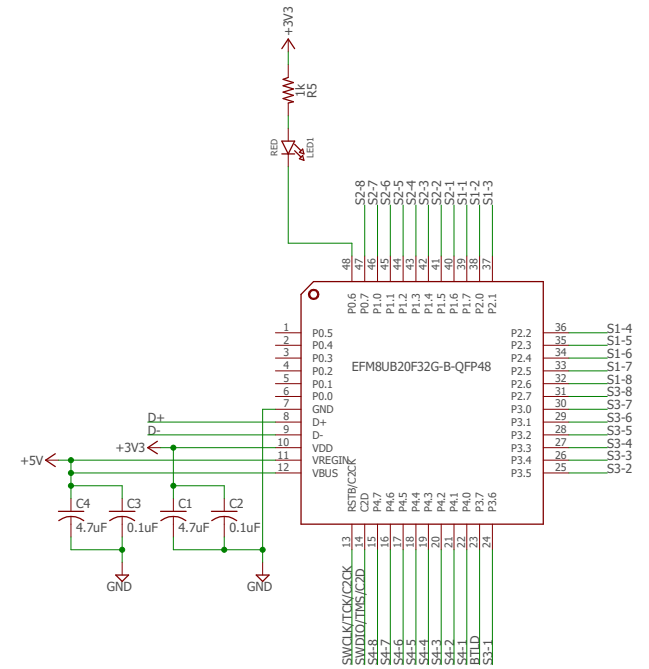 +3V3
1k
R5
RED
LED1
S2-8
S2-7
S2-6
S2-5
S2-4
S2-3
S2-2
S2-1
S1-1
S1-2
S1-3
48
47
46
45
44
43
42
41
40
39
38
37
P0.6
P0.7
P1.0
P1.1
P1.2
P1.3
P1.4
P1.5
P1.6
P1.7
P2.0
P2.1
EFM8UB20F32G-B-QFP48
1 P0.5
2 P0.4
3 P0.3
4 P0.2
5 P0.1
6 P0.0
7 GND
D+ 8 D+
D- 9 D-
+3V3 10 VDD
+5V 11 VREGIN
12 VBUS
P2.2 36 S1-4
P2.3 35 S1-5
P2.4 34 S1-6
P2.5 33 S1-7
P2.6 32 S1-8
P2.7 31 S3-8
P3.0 30 S3-7
P3.1 29 S3-6
P3.2 28 S3-5
P3.3 27 S3-4
P3.4 26 S3-3
P3.5 25 S3-2
C4
4.7uF
C3
0.1uF
C1
4.7uF
C2
0.1uF
GND
GND
RSTB/C2CK
C2D
P4.7
P4.6
P4.5
P4.4
P4.3
P4.2
P4.1
P4.0
P3.7
P3.6
13
14
15
16
17
18
19
20
21
22
23
24
SWCLK/TCK/C2CK
SWDIO/TMS/C2D
S4-8
S4-7
S4-6
S4-5
S4-4
S4-3
S4-2
S4-1
BTLD
S3-1